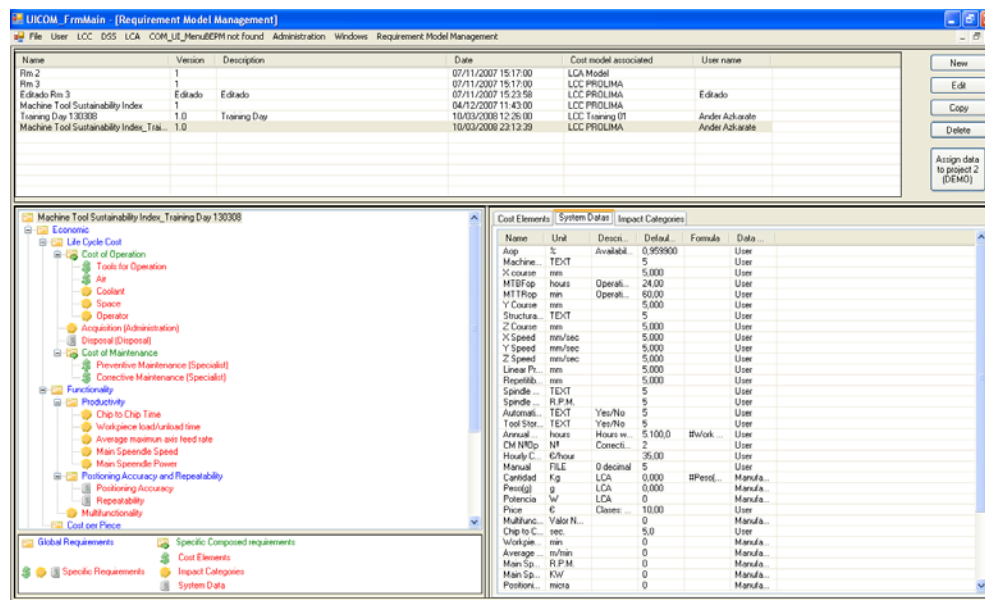 UICOM_FrmMain - [Requirement Model Management]
File User LCC DSS LCA COM_UI_MenuBEPM not found Administration Windows Requirement Model Management
Name Version Description Date Cost model associated User name
Rm 2 1 07/11/2007 15:17:00 LCA Model
Rm 3 1 07/11/2007 15:17:00 LCC PROLIMA
Editado Rm 3 Editado Editado 07/11/2007 15:23:58 LCC PROLIMA Editado
Machine Tool Sustainability Index 1 04/12/2007 11:43:00 LCC PROLIMA
Training Day 130308 1.0 Training Day 10/03/2008 12:26:00 LCC Training 01 Ander Azkarate
Machine Tool Sustainability Index_Trai... 1.0 10/03/2008 23:13:39 LCC PROLIMA Ander Azkarate
New
Edit
Copy
Delete
Assign data
to project 2
(DEMO)
Machine Tool Sustainability Index_Training Day 130308
Economic
Life Cycle Cost
Cost of Operation
Tools for Operation
Air
Coolant
Space
Operator
Acquisition (Administration)
Disposal (Disposal)
Cost of Maintenance
Preventive Maintenance (Specialist)
Corrective Maintenance (Specialist)
Functionality
Productivity
Chip to Chip Time
Workpiece load/unload time
Average maximun axis feed rate
Main Speendle Speed
Main Speendle Power
Postioning Accuracy and Repeatability
Positioning Accuracy
Repeatability
Multifunctionality
Cost per Piece
Global Requirements Specific Composed requirements
Cost Elements
Specific Requirements Impact Categories
System Data
Cost Elements System Datas Impact Categories
Name Unit Descri... Defaul... Formula Data ...
Aop % Availabil... 0,959900 User
Machine... TEXT 5 User
X course mm 5,000 User
MTBFop hours Operati... 24,00 User
MTTRop min Operati... 60,00 User
Y Course mm 5,000 User
Structura... TEXT 5 User
Z Course mm 5,000 User
X Speed mm/sec 5,000 User
Y Speed mm/sec 5,000 User
Z Speed mm/sec 5,000 User
Linear Pr... mm 5,000 User
Repetitib... mm 5,000 User
Spindle ... TEXT 5 User
Spindle ... R.P.M. 5 User
Automati... TEXT Yes/No 5 User
Tool Stor... TEXT Yes/No 5 User
Annual ... hours Hours w... 5.100,0 #Work ... User
CM NºOp Nº Correcti... 2 User
Hourly C... €/hour 35,00 User
Manual FILE 0 decimal 5 User
Cantidad Kg LCA 0,000 #Peso(... Manufa...
Peso(g) g LCA 0,000 Manufa...
Potencia W LCA 0 Manufa...
Price € Clases: ... 10,00 User
Multifunc... Valor N... 0 Manufa...
Chip to C... sec. 5,0 User
Workpie... min 0 Manufa...
Average ... m/min 0 Manufa...
Main Sp... R.P.M. 0 Manufa...
Main Sp... KW 0 Manufa...
Positioni... micra 0 Manufa...